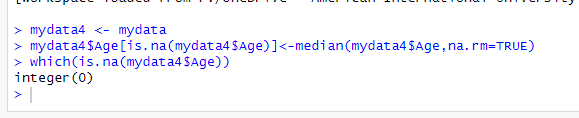 > mydata4 <- mydata
> mydata4$Age[is.na(mydata4$Age)]<-median(mydata4$Age,na.rm=TRUE)
> which(is.na(mydata4$Age))
integer(0)
>